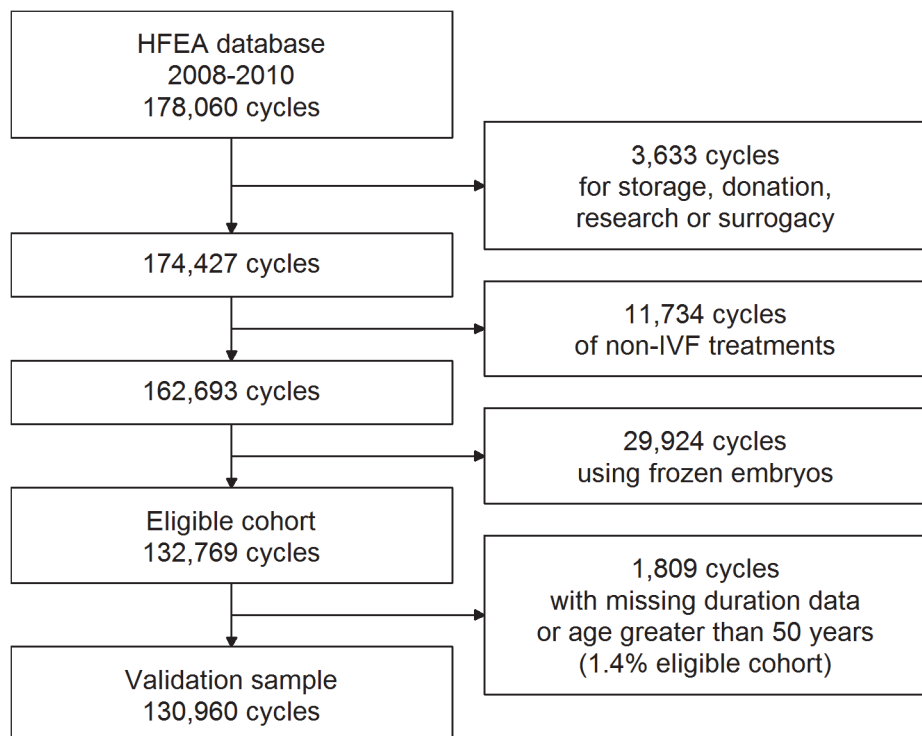 HFEA database
2008-2010
178,060 cycles
3,633 cycles
for storage, donation,
research or surrogacy
174,427 cycles
11,734 cycles
of non-IVF treatments
162,693 cycles
29,924 cycles
using frozen embryos
Eligible cohort
132,769 cycles
1,809 cycles
with missing duration data
or age greater than 50 years
(1.4% eligible cohort)
Validation sample
130,960 cycles